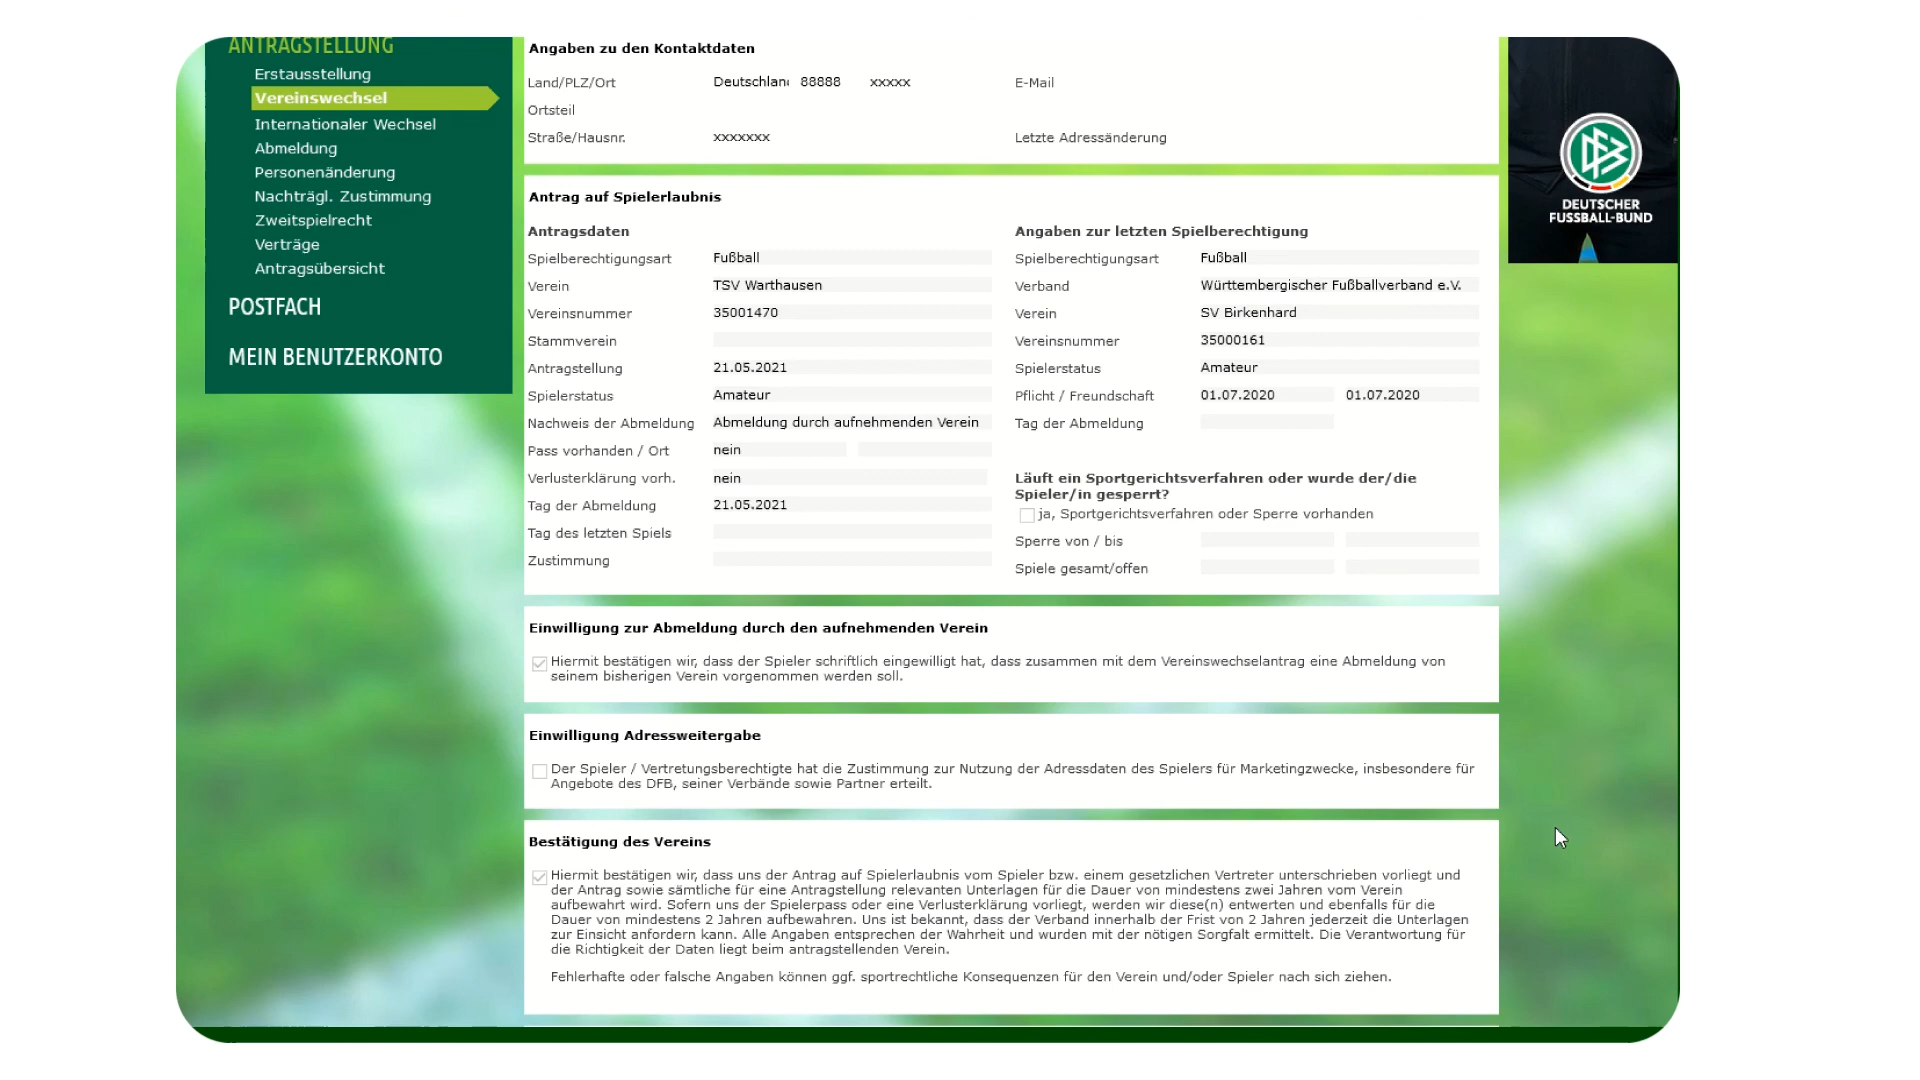 ANTRAGSTELLUNG
Erstausstellung
Vereinswechsel
Internationaler Wechsel
Abmeldung
Personenänderung
Nachträgl. Zustimmung
Zweitspielrecht
Verträge
Antragsübersicht
POSTFACH
MEIN BENUTZERKONTO
Angaben zu den Kontaktdaten
Land/PLZ/Ort 88888 xxxxx E-Mail
Ortsteil
Straße/Hausnr. xxxxxxx Letzte Adressänderung
Antrag auf Spielerlaubnis
Antragsdaten
Spielberechtigungsart Fußball
Verein TSV Warthausen
Vereinsnummer 35001470
Stammverein
Antragstellung 21.05.2021
Spielerstatus Amateur
Nachweis der Abmeldung Abmeldung durch aufnehmenden Verein
Pass vorhanden / Ort nein
Verlusterklärung vorh. nein
Tag der Abmeldung 21.05.2021
Tag des letzten Spiels
Zustimmung
Angaben zur letzten Spielberechtigung
Spielberechtigungsart Fußball
Verband Württembergischer Fußballverband e.V.
Verein SV Birkenhard
Vereinsnummer 35000161
Spielerstatus Amateur
Pflicht / Freundschaft 01.07.2020 01.07.2020
Tag der Abmeldung
Läuft ein Sportgerichtsverfahren oder wurde der/die
Spieler/in gesperrt?
ja, Sportgerichtsverfahren oder Sperre vorhanden
Sperre von / bis
Spiele gesamt/offen
Einwilligung zur Abmeldung durch den aufnehmenden Verein
Hiermit bestätigen wir, dass der Spieler schriftlich eingewilligt hat, dass zusammen mit dem Vereinswechselantrag eine Abmeldung von
seinem bisherigen Verein vorgenommen werden soll.
Einwilligung Adressweitergabe
Der Spieler / Vertretungsberechtigte hat die Zustimmung zur Nutzung der Adressdaten des Spielers für Marketingzwecke, insbesondere für
Angebote des DFB, seiner Verbände sowie Partner erteilt.
Bestätigung des Vereins
Hiermit bestätigen wir, dass uns der Antrag auf Spielerlaubnis vom Spieler bzw. einem gesetzlichen Vertreter unterschrieben vorliegt und
der Antrag sowie sämtliche für eine Antragstellung relevanten Unterlagen für die Dauer von mindestens zwei Jahren vom Verein
aufbewahrt wird. Sofern uns der Spielerpass oder eine Verlusterklärung vorliegt, werden wir diese(n) entwerten und ebenfalls für die
Dauer von mindestens 2 Jahren aufbewahren. Uns ist bekannt, dass der Verband innerhalb der Frist von 2 Jahren jederzeit die Unterlagen
zur Einsicht anfordern kann. Alle Angaben entsprechen der Wahrheit und wurden mit der nötigen Sorgfalt ermittelt. Die Verantwortung für
die Richtigkeit der Daten liegt beim antragstellenden Verein.
Fehlerhafte oder falsche Angaben können ggf. sportrechtliche Konsequenzen für den Verein und/oder Spieler nach sich ziehen.
DFB
DEUTSCHER
FUSSBALL-BUND